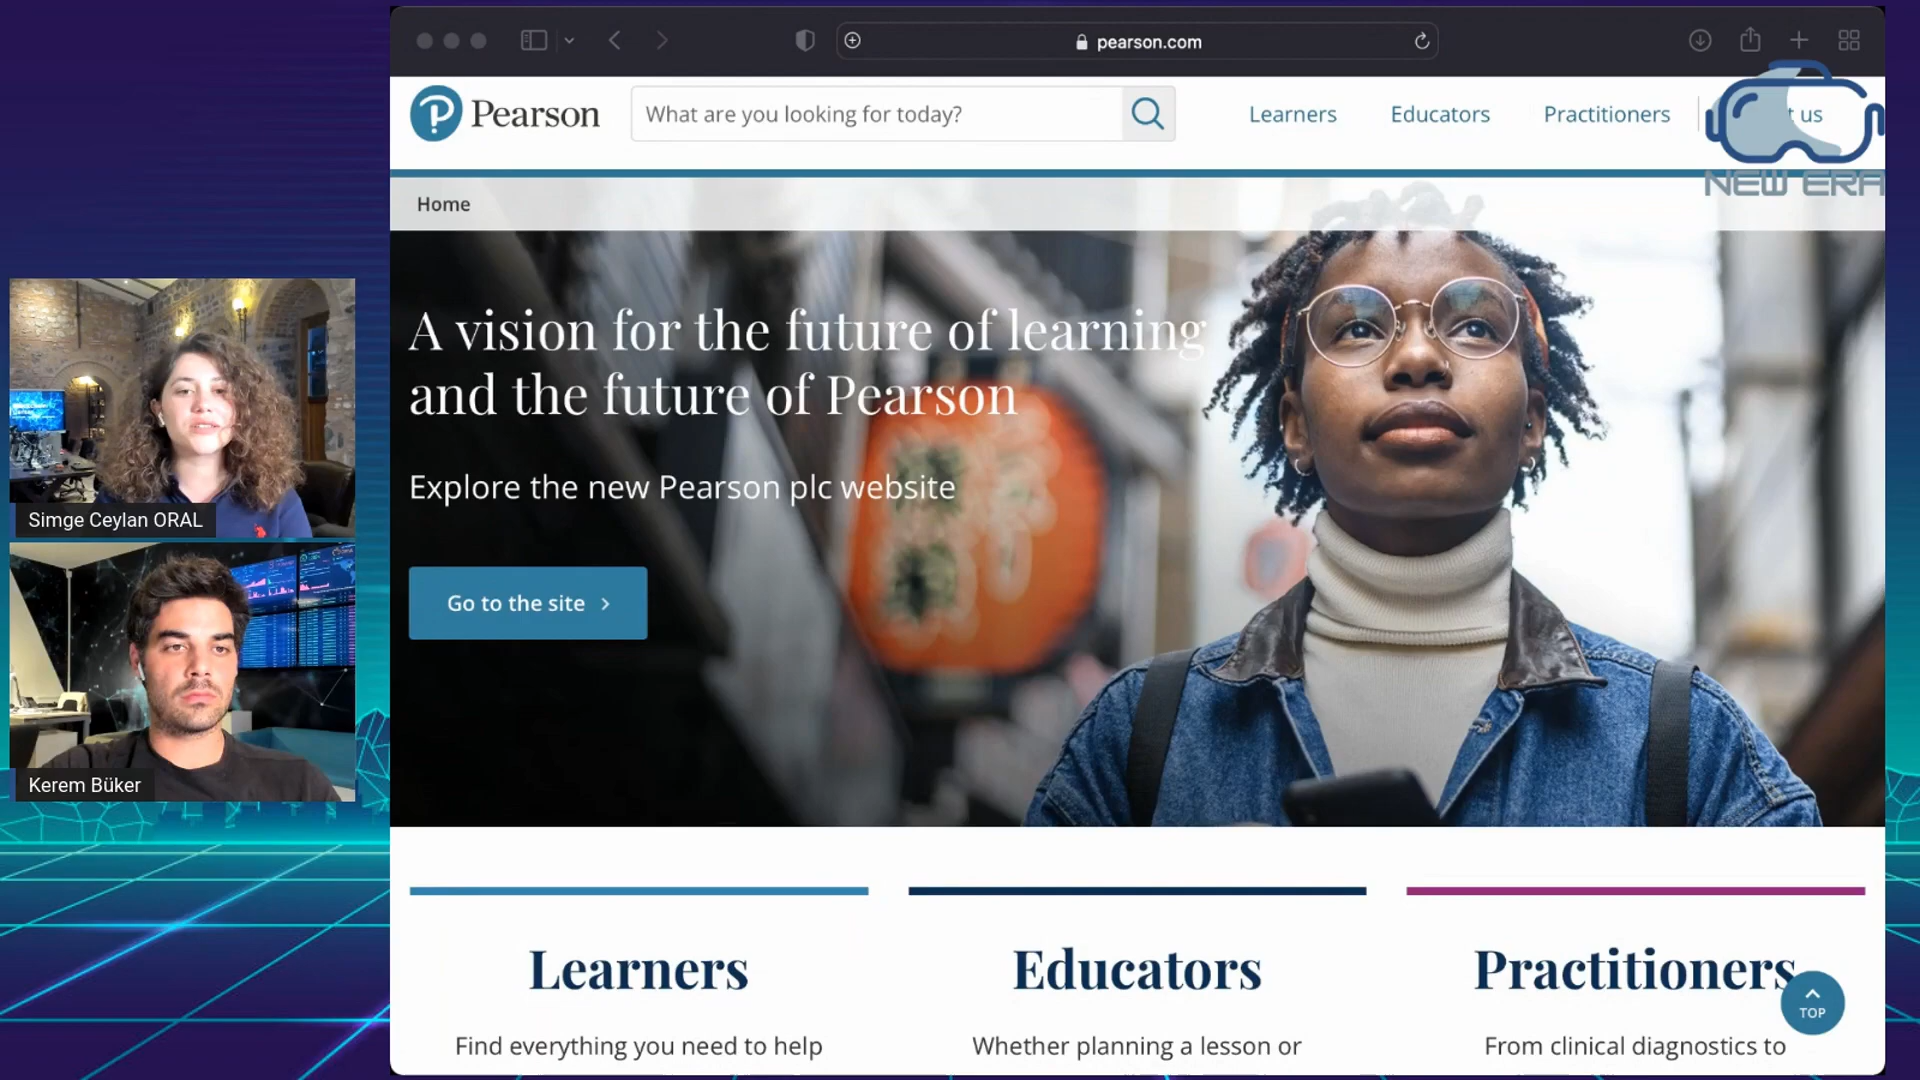 pearson.com
Pearson
What are you looking for today?
Learners
Educators
Practitioners
us
NEW ERA
Home
A vision for the future of learning
and the future of Pearson
Explore the new Pearson plc website
Go to the site
Simge Ceylan ORAL
Kerem Büker
Learners
Educators
Practitioners
TOP
Find everything you need to help
Whether planning a lesson or
From clinical diagnostics to